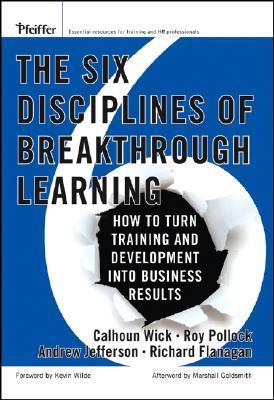 Pfeiffer
Essential resources for training and HR professionals
THE SIX
DISCIPLINES OF
BREAKTHROUGH
LEARNING
6
HOW TO TURN
TRAINING AND
DEVELOPMENT
INTO BUSINESS
RESULTS
Calhoun Wick • Roy Pollock
Andrew Jefferson • Richard Flanagan
Foreword by Kevin Wilde
Afterword by Marshall Goldsmith